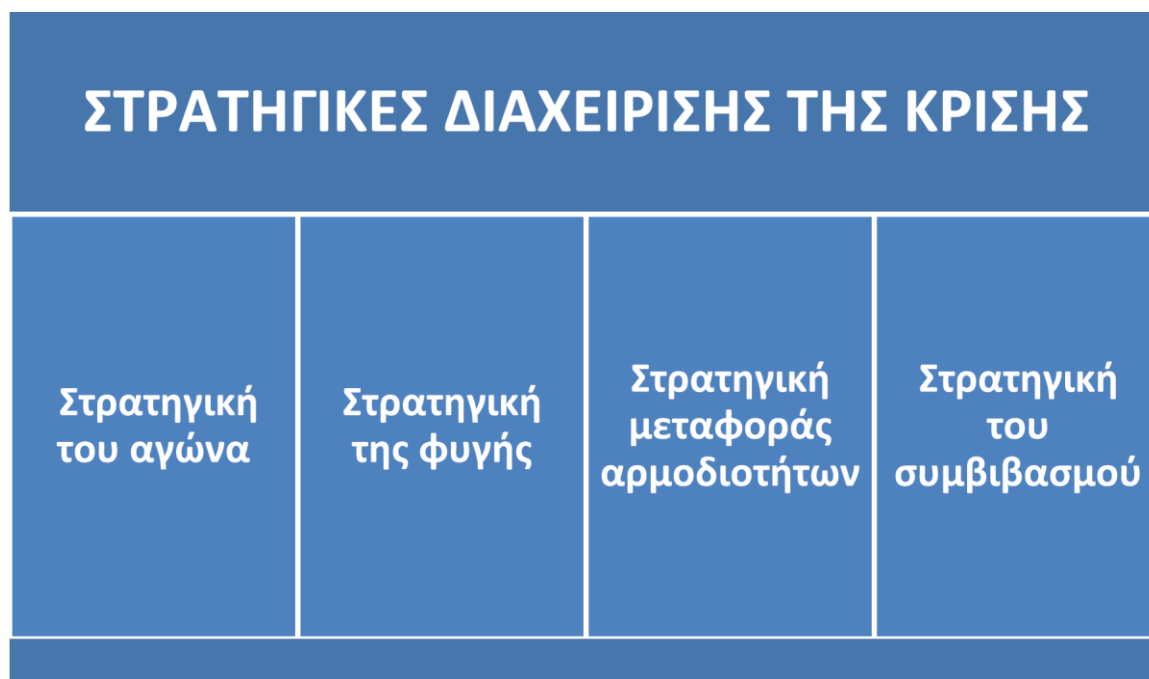 ΣΤΡΑΤΗΓΙΚΕΣ ΔΙΑΧΕΙΡΙΣΗΣ ΤΗΣ ΚΡΙΣΗΣ
Στρατηγική
του αγώνα
Στρατηγική
της φυγής
Στρατηγική
μεταφοράς
αρμοδιοτήτων
Στρατηγική
του
συμβιβασμού